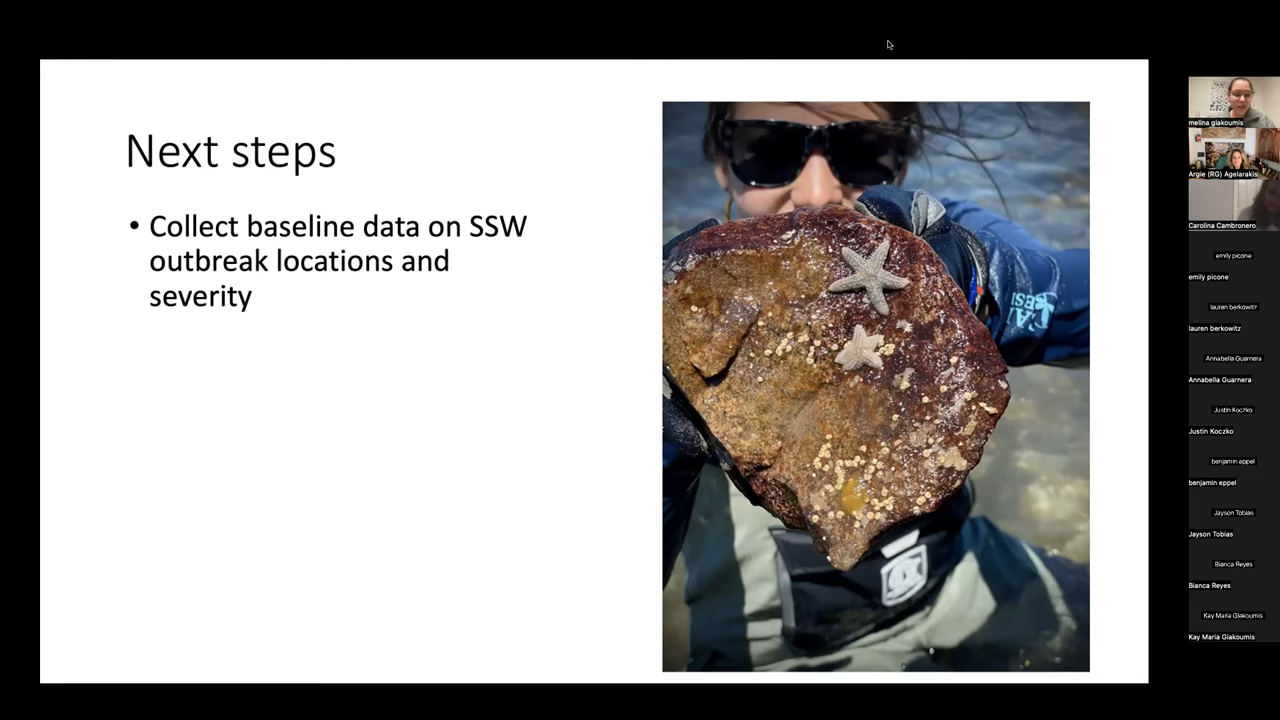 Next steps
• Collect baseline data on SSW
outbreak locations and
severity
melina giakoumis
Argie (RG) Agelarakis
Carolina Cambronero
emily picone
emily picone
lauren berkowitz
lauren berkowitz
Annabella Guarnera
Annabella Guarnera
Justin Koczko
Justin Koczko
benjamin eppel
benjamin eppel
Jayson Tobias
Jayson Tobias
Bianca Reyes
Bianca Reyes
Kay Maria Giakoumis
Kay Maria Giakoumis